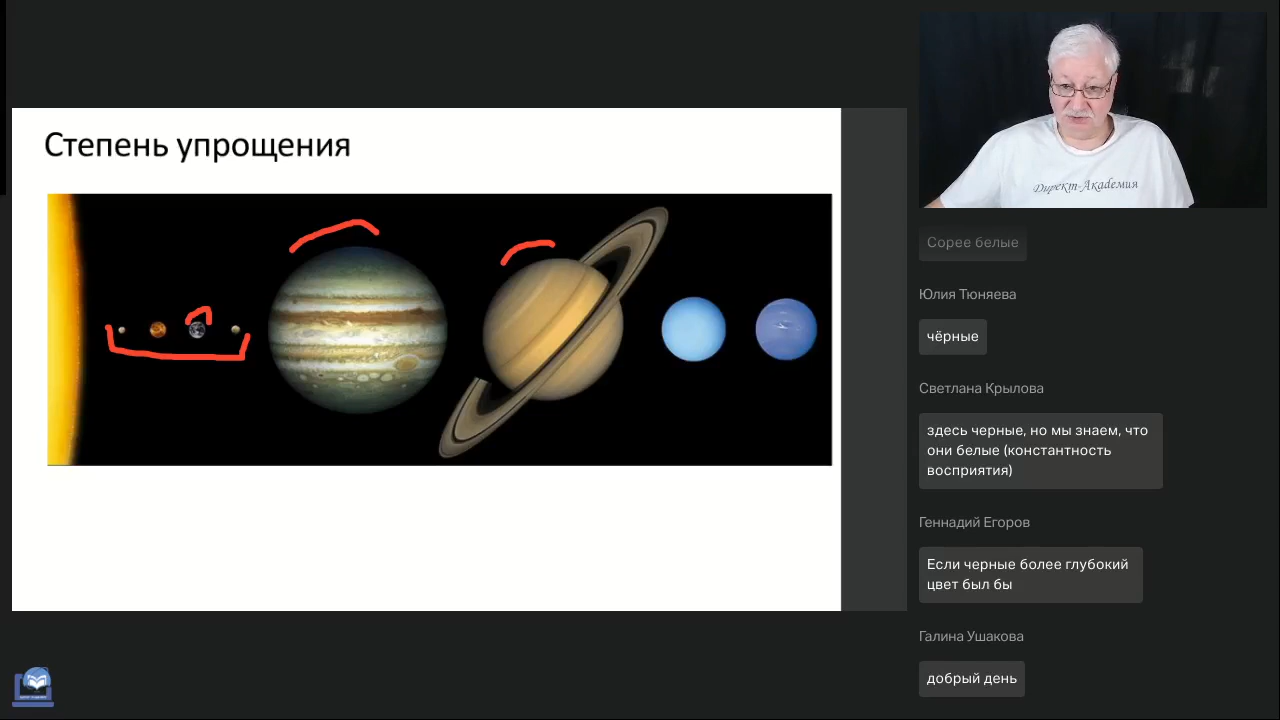 Степень упрощения
Директ-Академия
Сорее белые
Юлия Тюняева
чёрные
Светлана Крылова
здесь черные, но мы знаем, что
они белые (константность
восприятия)
Геннадий Егоров
Если черные более глубокий
цвет был бы
Галина Ушакова
добрый день